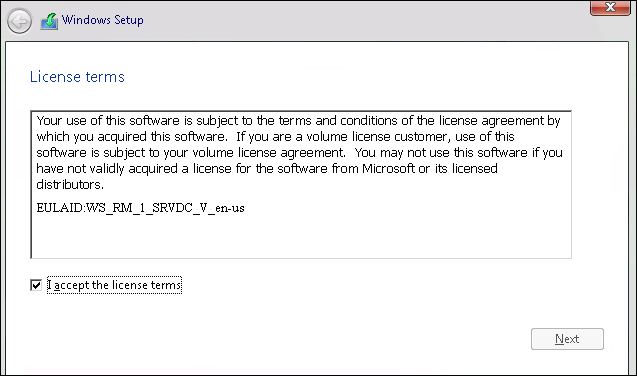 Windows Setup
License terms
Your use of this software is subject to the terms and conditions of the license agreement by
which you acquired this software.  If you are a volume license customer, use of this
software is subject to your volume license agreement.  You may not use this software if you
have not validly acquired a license for the software from Microsoft or its licensed
distributors.
EULAID:WS_RM_1_SRVDC_V_en-us
I accept the license terms
Next